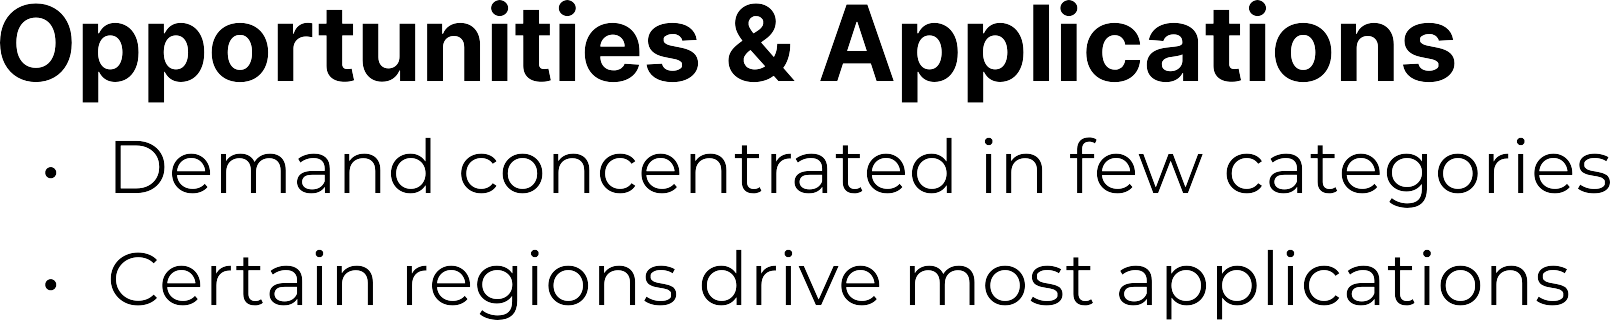 Opportunities & Applications
• Demand concentrated in few categories
• Certain regions drive most applications